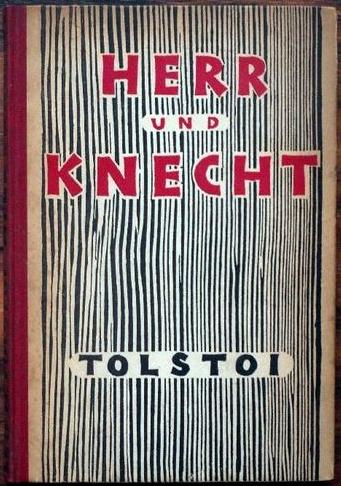 HERR
UND
KNECHT
TOLSTOI